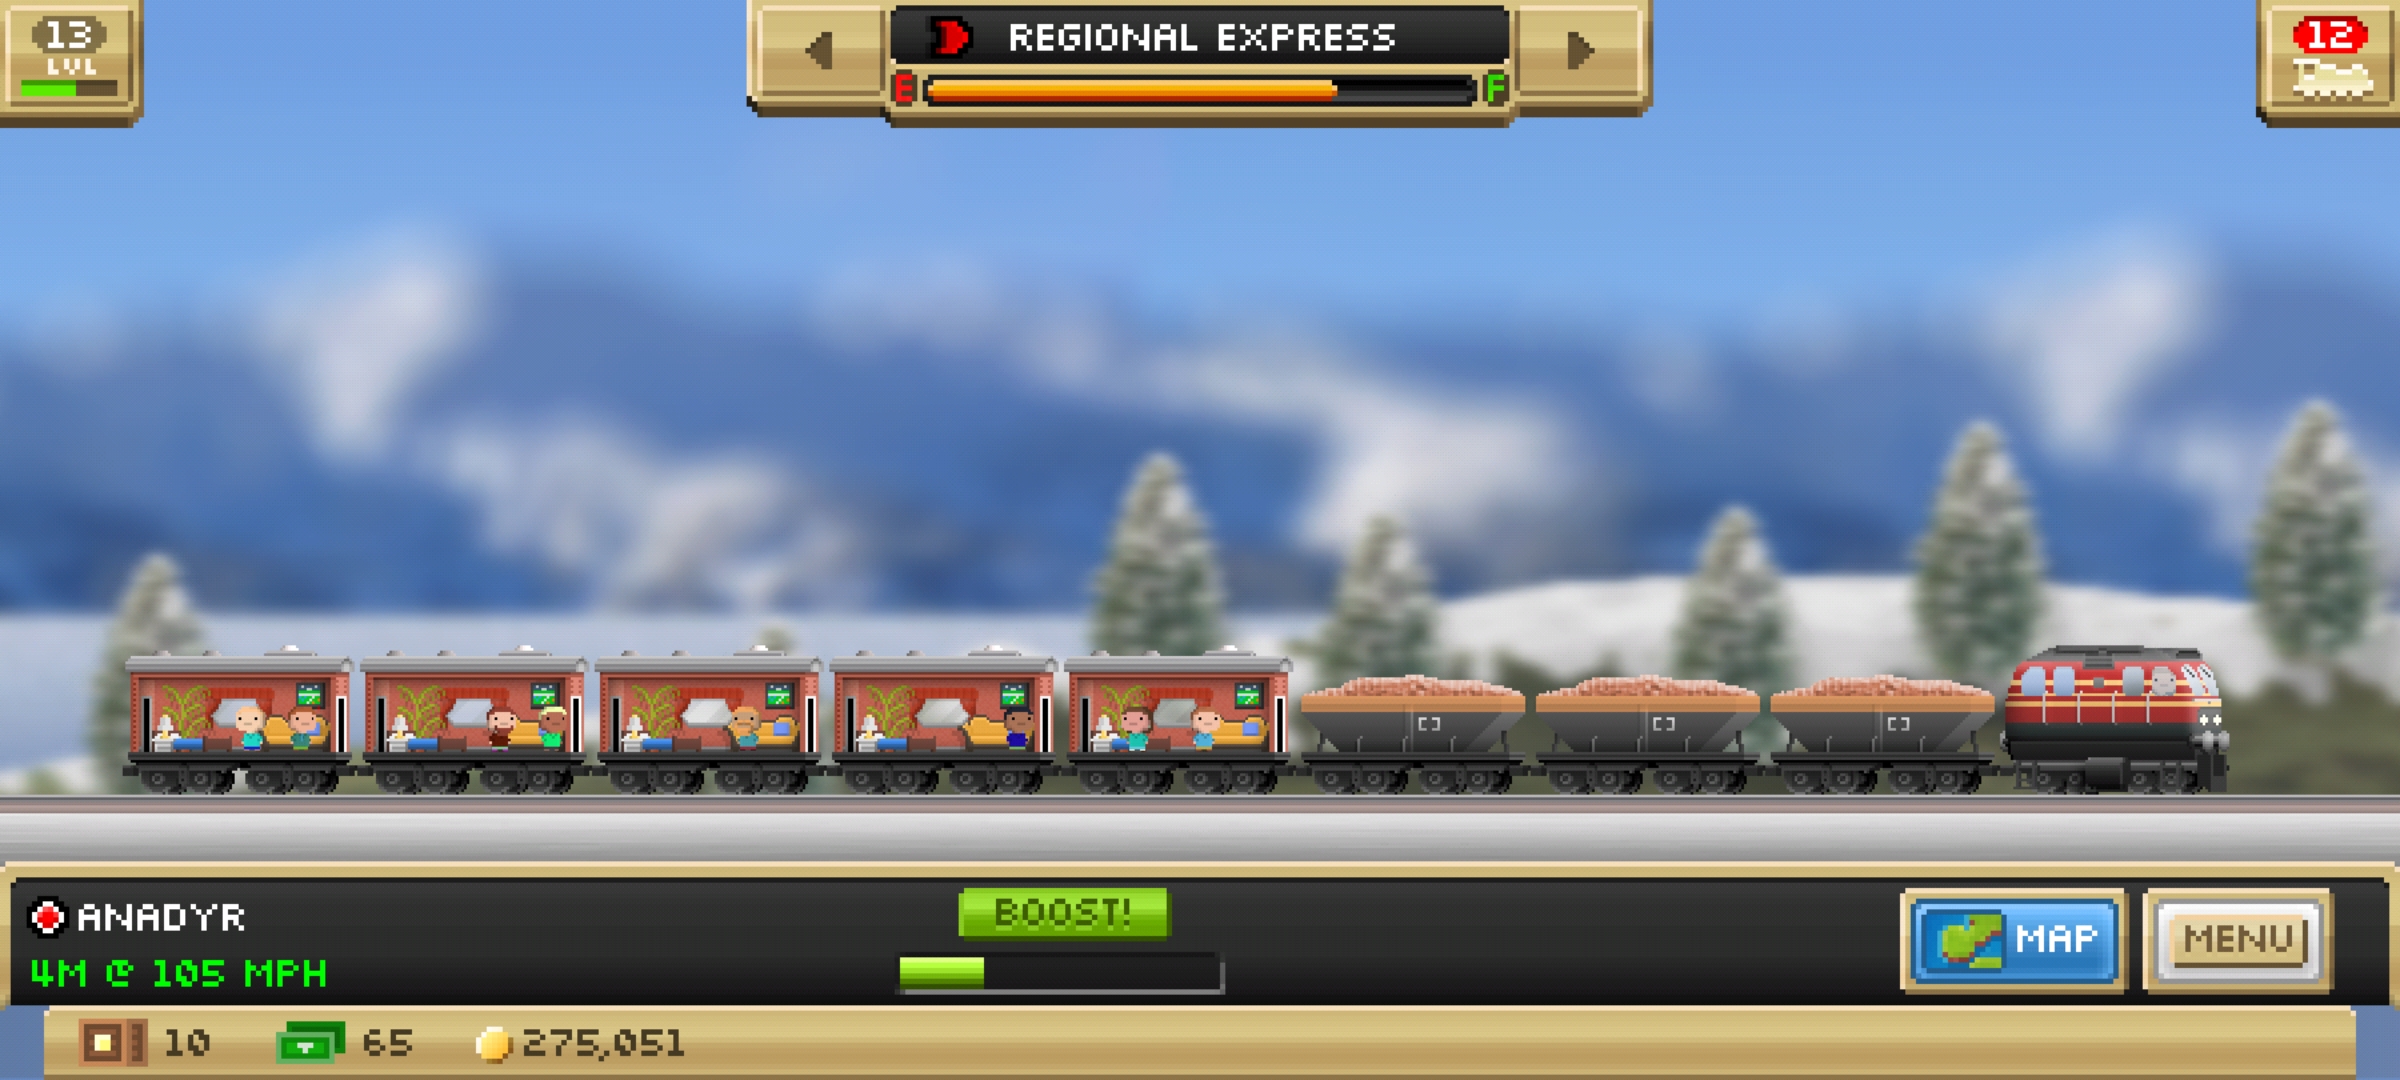 13
LVL
REGIONAL EXPRESS
E F
12
ANADYR
4M @ 105 MPH
BOOST!
MAP
MENU
10
65
275,051